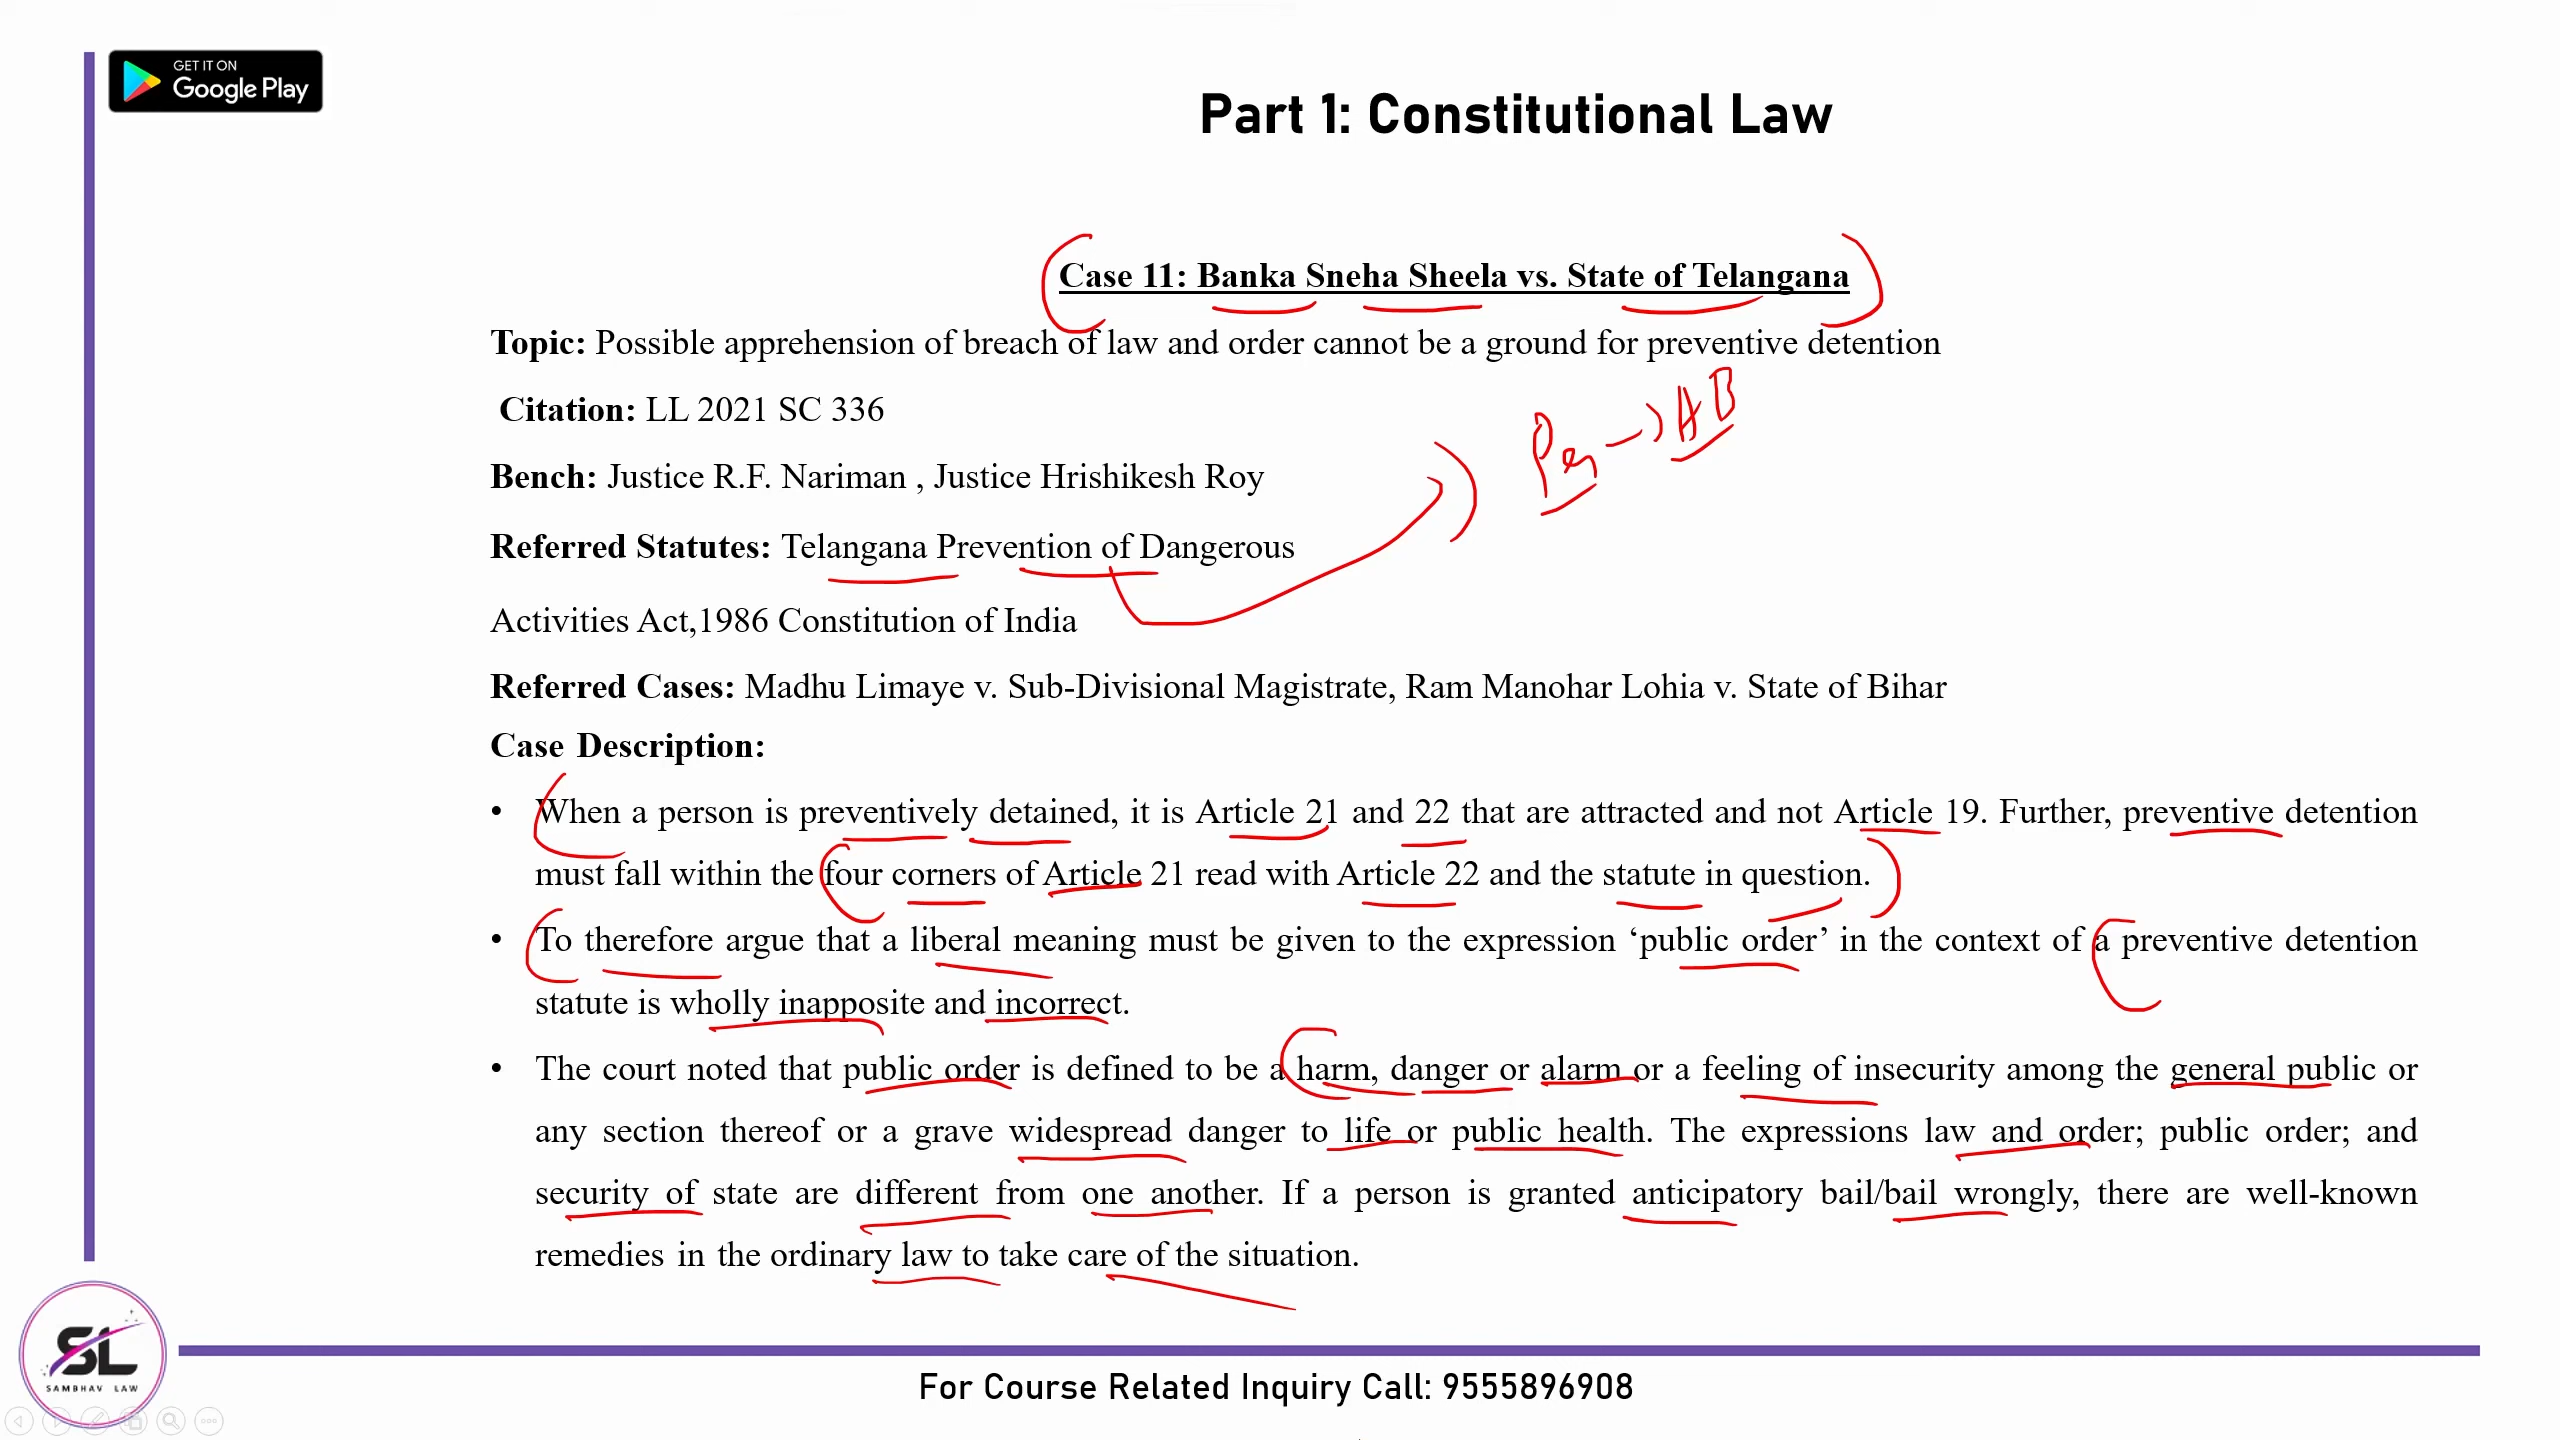 GET IT ON
Google Play
Part 1: Constitutional Law
Case 11: Banka Sneha Sheela vs. State of Telangana
Topic: Possible apprehension of breach of law and order cannot be a ground for preventive detention
Citation: LL 2021 SC 336
Bench: Justice R.F. Nariman , Justice Hrishikesh Roy
Referred Statutes: Telangana Prevention of Dangerous
Activities Act,1986 Constitution of India
Referred Cases: Madhu Limaye v. Sub-Divisional Magistrate, Ram Manohar Lohia v. State of Bihar
Case Description:
• When a person is preventively detained, it is Article 21 and 22 that are attracted and not Article 19. Further, preventive detention
must fall within the four corners of Article 21 read with Article 22 and the statute in question.
• To therefore argue that a liberal meaning must be given to the expression ‘public order’ in the context of a preventive detention
statute is wholly inapposite and incorrect.
• The court noted that public order is defined to be a harm, danger or alarm or a feeling of insecurity among the general public or
any section thereof or a grave widespread danger to life or public health. The expressions law and order; public order; and
security of state are different from one another. If a person is granted anticipatory bail/bail wrongly, there are well-known
remedies in the ordinary law to take care of the situation.
AB
SL
SAMBHAV LAW
For Course Related Inquiry Call: 9555896908